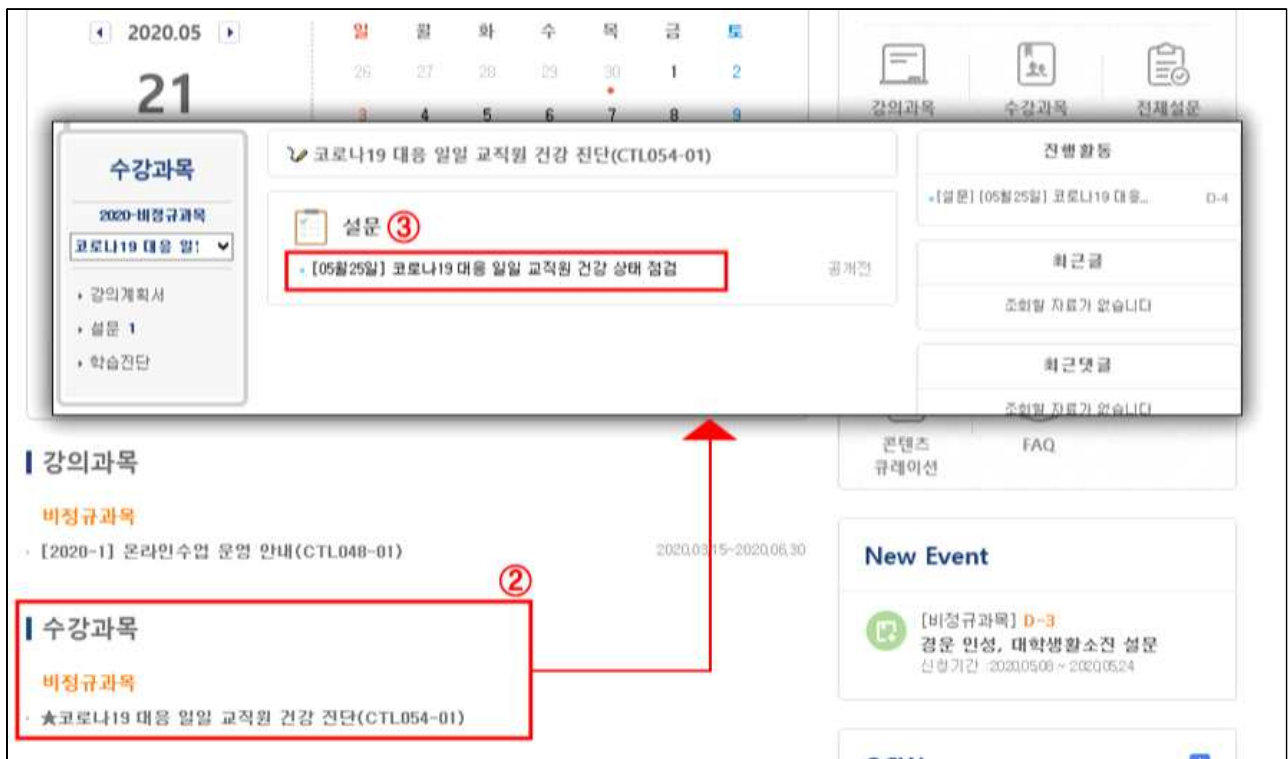 2020.05
21
일 월 화 수 목 금 토
26 27 28 29 30 1 2
3 4 5 6 7 8 9
강의과목 수강과목 전체설문
수강과목
2020-비정규과목
코로나19 대응 일!
강의계획서
설문 1
학습진단
코로나19 대응 일일 교직원 건강 진단(CTL054-01)
설문 ③
[05월25일] 코로나19 대응 일일 교직원 건강 상태 점검
공개전
진행활동
[설문] [05월25일] 코로나19 대응... D-4
최근글
조회할 자료가 없습니다
최근댓글
조회할 자료가 없습니다
콘텐츠
큐레이션
FAQ
강의과목
비정규과목
[2020-1] 온라인수업 운영 안내(CTL048-01) 2020.03.15~2020.06.30
②
수강과목
비정규과목
★코로나19 대응 일일 교직원 건강 진단(CTL054-01)
New Event
[비정규과목] D-3
경운 인성, 대학생활소진 설문
신청기간 :2020.05.08 ~ 2020.05.24